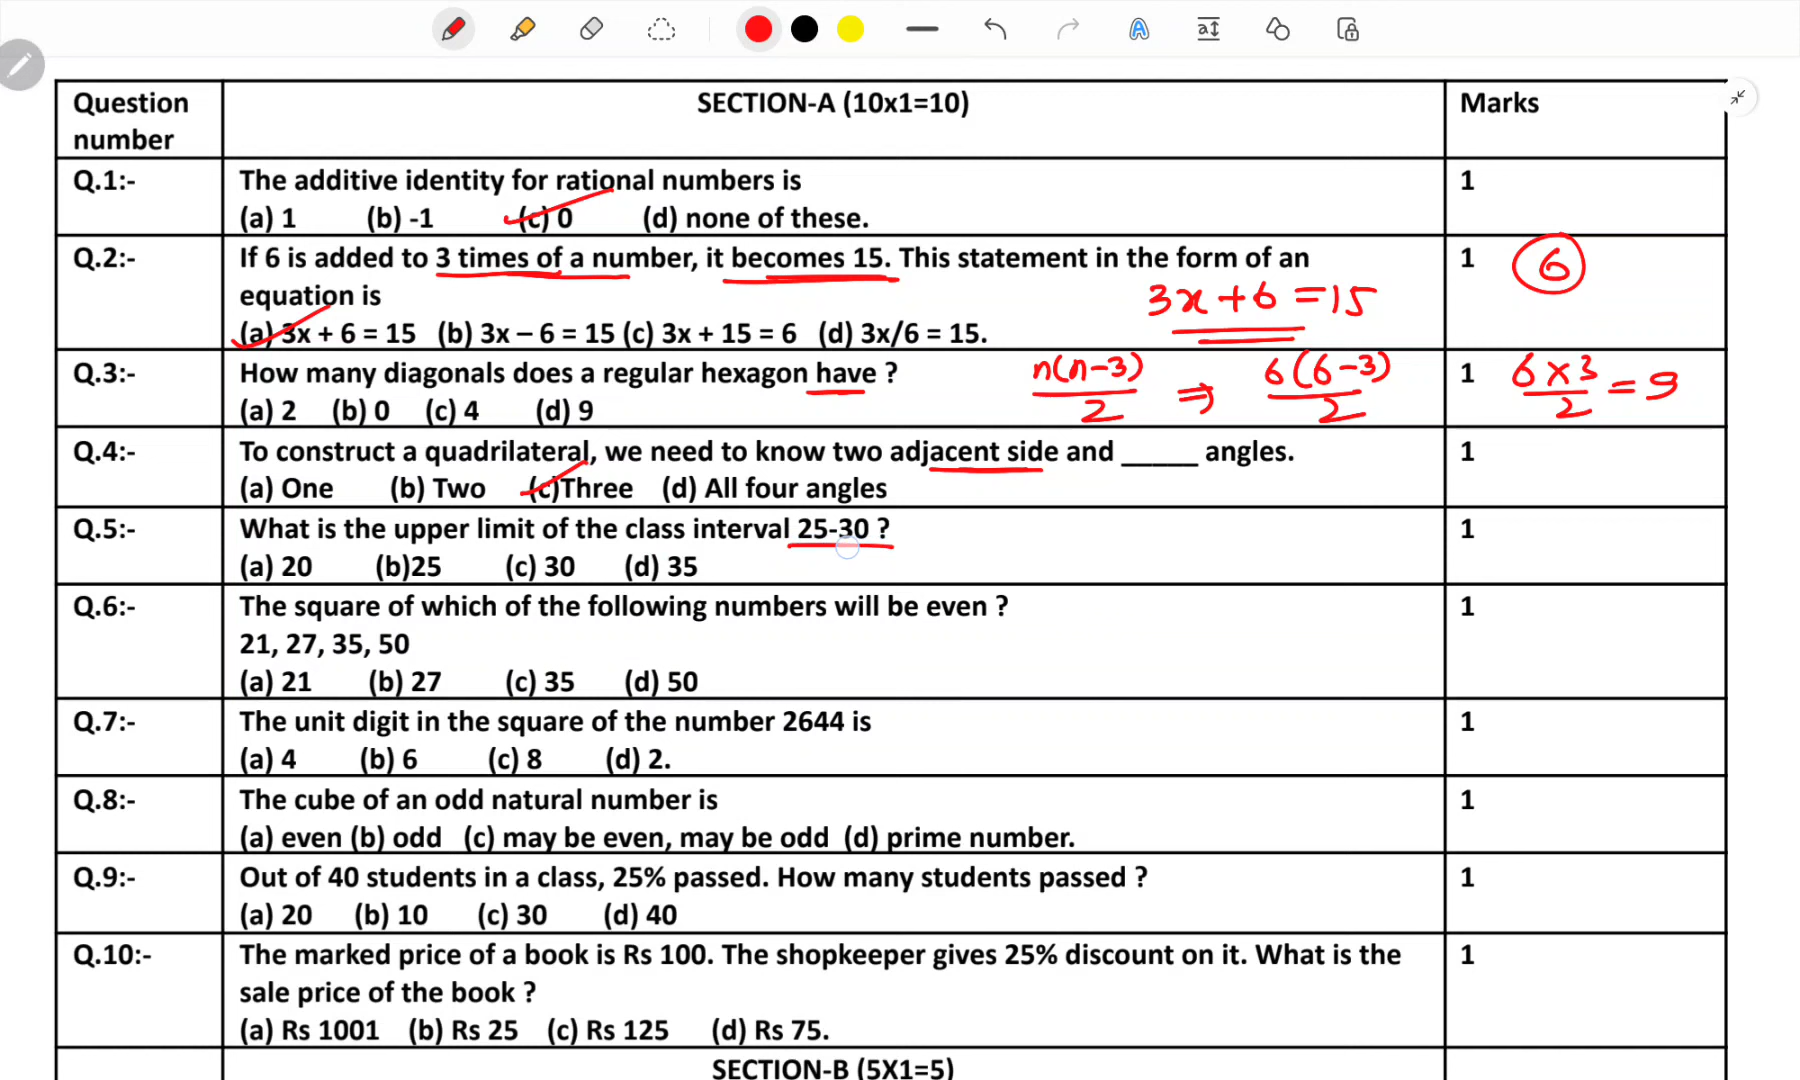 Question number
SECTION-A (10x1=10)
Marks
Q.1:-
The additive identity for rational numbers is
(a) 1 (b) -1 (c) 0 (d) none of these.
1
Q.2:-
If 6 is added to 3 times of a number, it becomes 15. This statement in the form of an
equation is
3x + 6 = 15
(a) 3x + 6 = 15 (b) 3x – 6 = 15 (c) 3x + 15 = 6 (d) 3x/6 = 15.
1
6
Q.3:-
How many diagonals does a regular hexagon have ?
(a) 2 (b) 0 (c) 4 (d) 9
n(n-3)/2 ⇒ 6(6-3)/2
1
6×3/2 = 9
Q.4:-
To construct a quadrilateral, we need to know two adjacent side and _____ angles.
(a) One (b) Two (c)Three (d) All four angles
1
Q.5:-
What is the upper limit of the class interval 25-30 ?
(a) 20 (b)25 (c) 30 (d) 35
1
Q.6:-
The square of which of the following numbers will be even ?
21, 27, 35, 50
(a) 21 (b) 27 (c) 35 (d) 50
1
Q.7:-
The unit digit in the square of the number 2644 is
(a) 4 (b) 6 (c) 8 (d) 2.
1
Q.8:-
The cube of an odd natural number is
(a) even (b) odd (c) may be even, may be odd (d) prime number.
1
Q.9:-
Out of 40 students in a class, 25% passed. How many students passed ?
(a) 20 (b) 10 (c) 30 (d) 40
1
Q.10:-
The marked price of a book is Rs 100. The shopkeeper gives 25% discount on it. What is the
sale price of the book ?
(a) Rs 1001 (b) Rs 25 (c) Rs 125 (d) Rs 75.
1
SECTION-B (5X1=5)